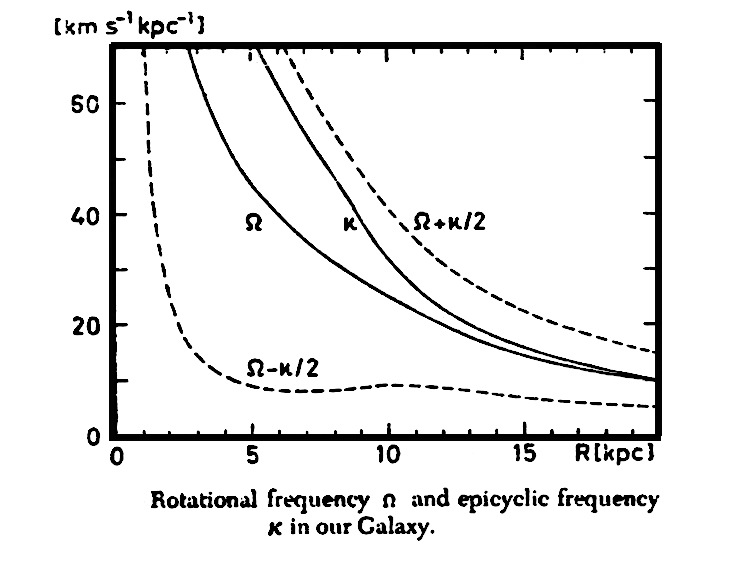 [km s⁻¹ kpc⁻¹]
60
40
20
0
Ω
κ
Ω+κ/2
Ω-κ/2
0 5 10 15 R[kpc]
Rotational frequency Ω and epicyclic frequency
κ in our Galaxy.